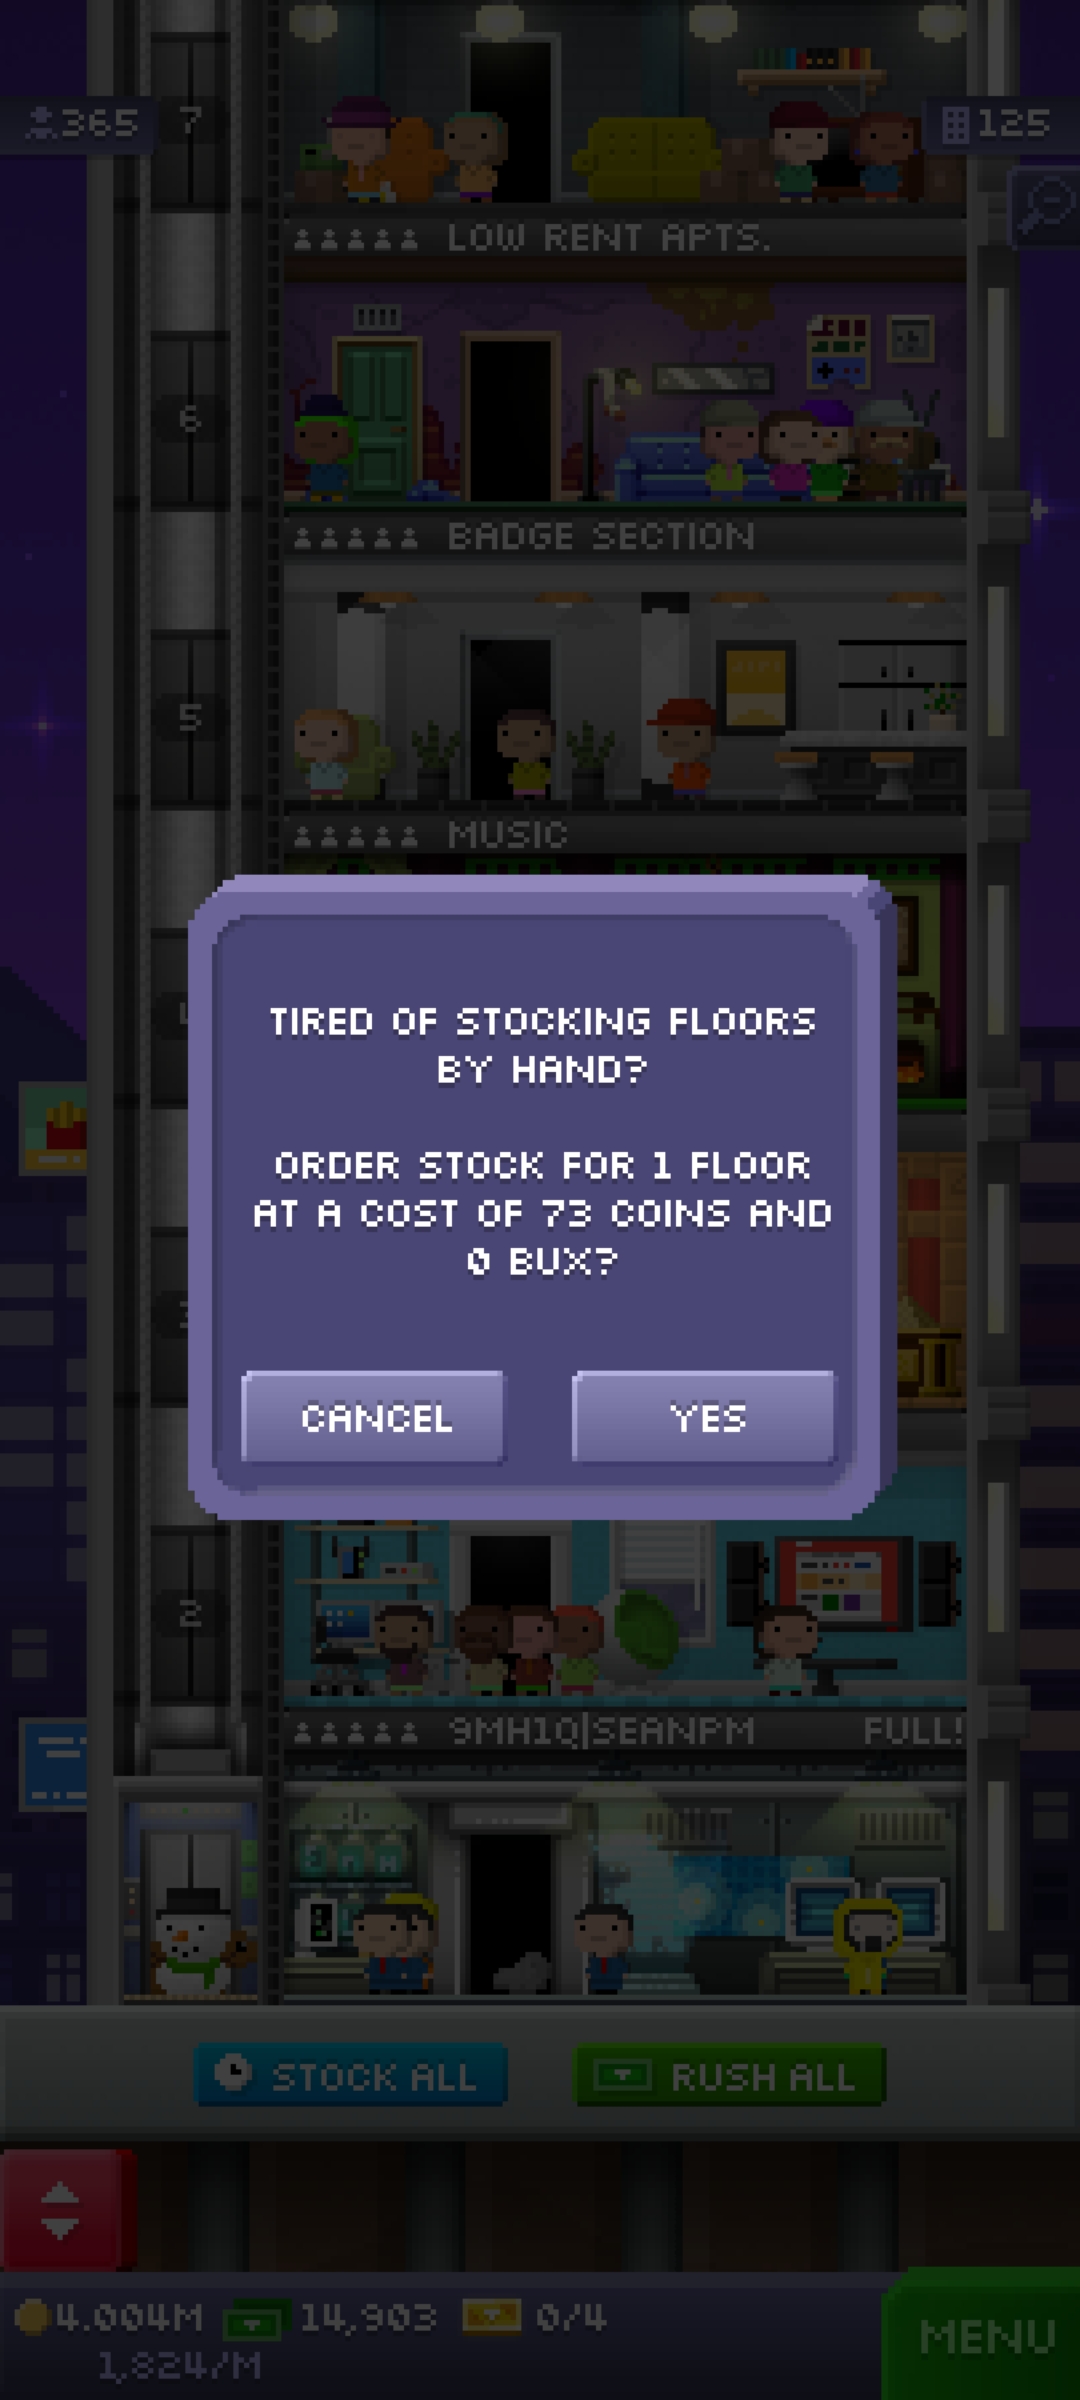 365
7
125
LOW RENT APTS.
6
BADGE SECTION
5
MUSIC
TIRED OF STOCKING FLOORS
BY HAND?
ORDER STOCK FOR 1 FLOOR
AT A COST OF 73 COINS AND
0 BUX?
CANCEL
YES
2
9MH1Q|SEANPM
FULL!
STOCK ALL
RUSH ALL
4.004M
14,903
0/4
1,824/M
MENU